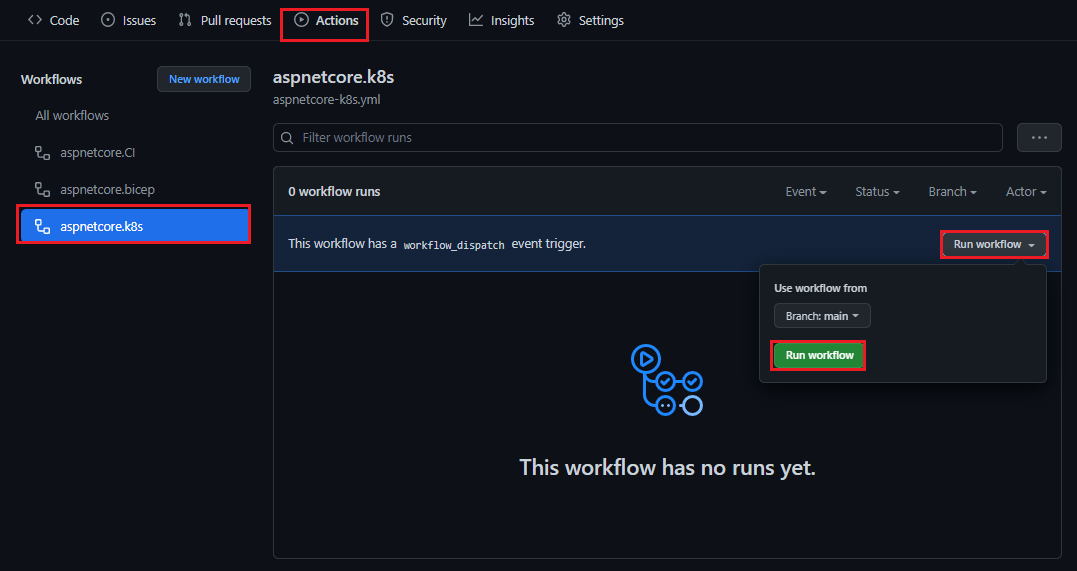 Code Issues Pull requests Actions Security Insights Settings
Workflows
New workflow
All workflows
aspnetcore.CI
aspnetcore.bicep
aspnetcore.k8s
aspnetcore.k8s
aspnetcore-k8s.yml
Filter workflow runs
0 workflow runs Event Status Branch Actor
This workflow has a workflow_dispatch event trigger.
Run workflow
Use workflow from
Branch: main
Run workflow
This workflow has no runs yet.